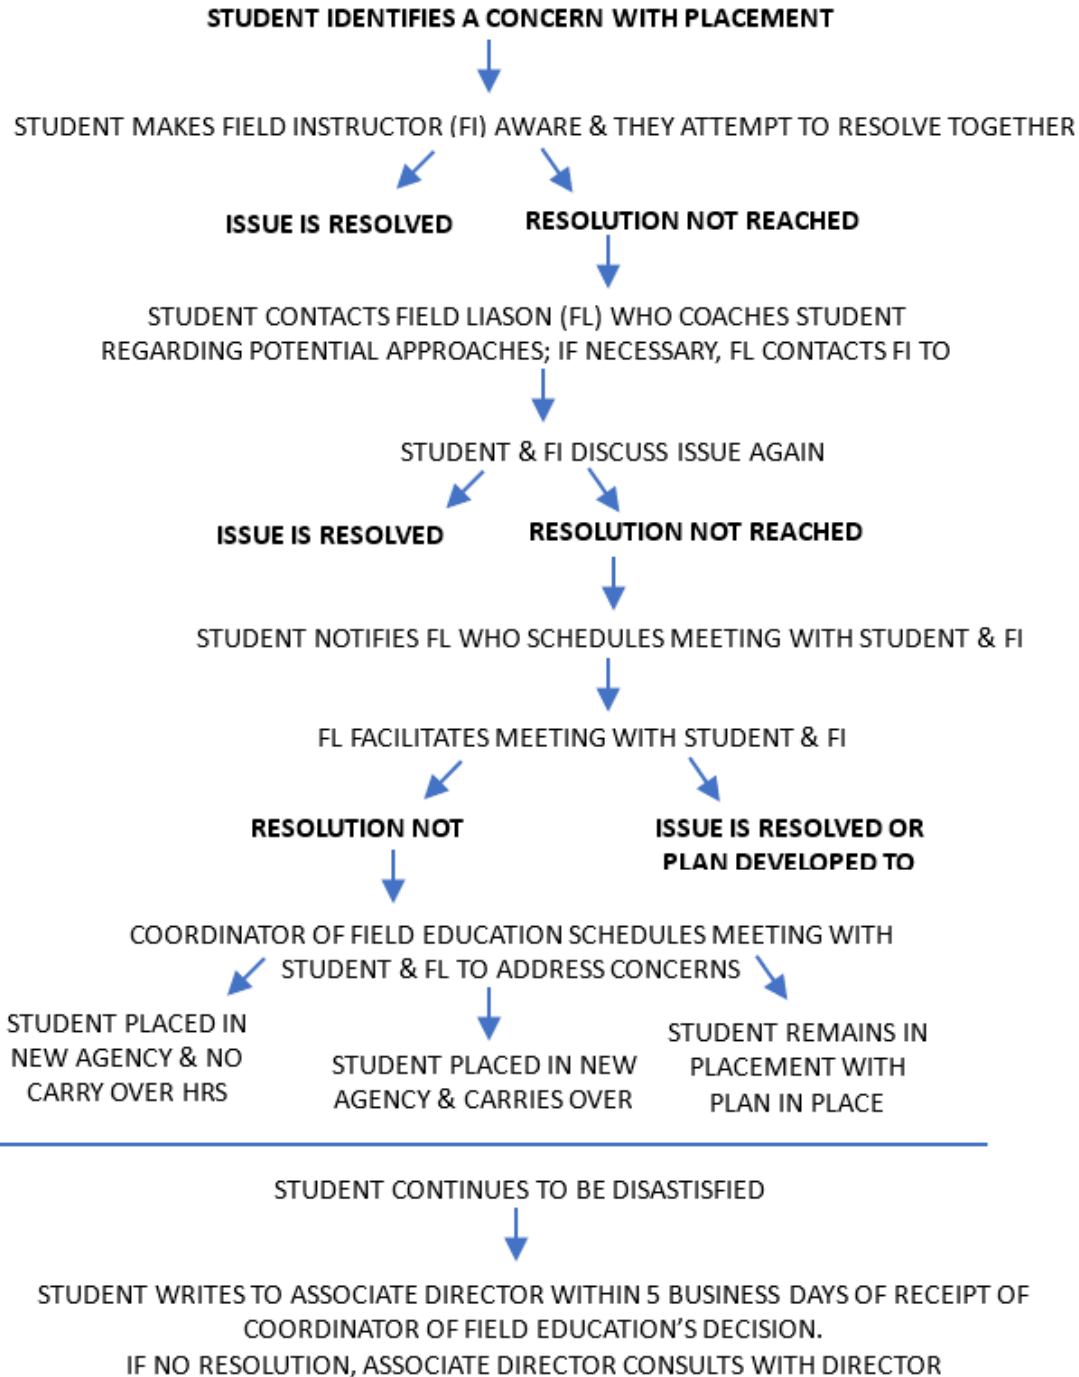 STUDENT IDENTIFIES A CONCERN WITH PLACEMENT
STUDENT MAKES FIELD INSTRUCTOR (FI) AWARE & THEY ATTEMPT TO RESOLVE TOGETHER
ISSUE IS RESOLVED
RESOLUTION NOT REACHED
STUDENT CONTACTS FIELD LIASON (FL) WHO COACHES STUDENT
REGARDING POTENTIAL APPROACHES; IF NECESSARY, FL CONTACTS FI TO
STUDENT & FI DISCUSS ISSUE AGAIN
ISSUE IS RESOLVED
RESOLUTION NOT REACHED
STUDENT NOTIFIES FL WHO SCHEDULES MEETING WITH STUDENT & FI
FL FACILITATES MEETING WITH STUDENT & FI
RESOLUTION NOT
ISSUE IS RESOLVED OR
PLAN DEVELOPED TO
COORDINATOR OF FIELD EDUCATION SCHEDULES MEETING WITH
STUDENT & FL TO ADDRESS CONCERNS
STUDENT PLACED IN
NEW AGENCY & NO
CARRY OVER HRS
STUDENT PLACED IN NEW
AGENCY & CARRIES OVER
STUDENT REMAINS IN
PLACEMENT WITH
PLAN IN PLACE
STUDENT CONTINUES TO BE DISASTISFIED
STUDENT WRITES TO ASSOCIATE DIRECTOR WITHIN 5 BUSINESS DAYS OF RECEIPT OF
COORDINATOR OF FIELD EDUCATION'S DECISION.
IF NO RESOLUTION, ASSOCIATE DIRECTOR CONSULTS WITH DIRECTOR